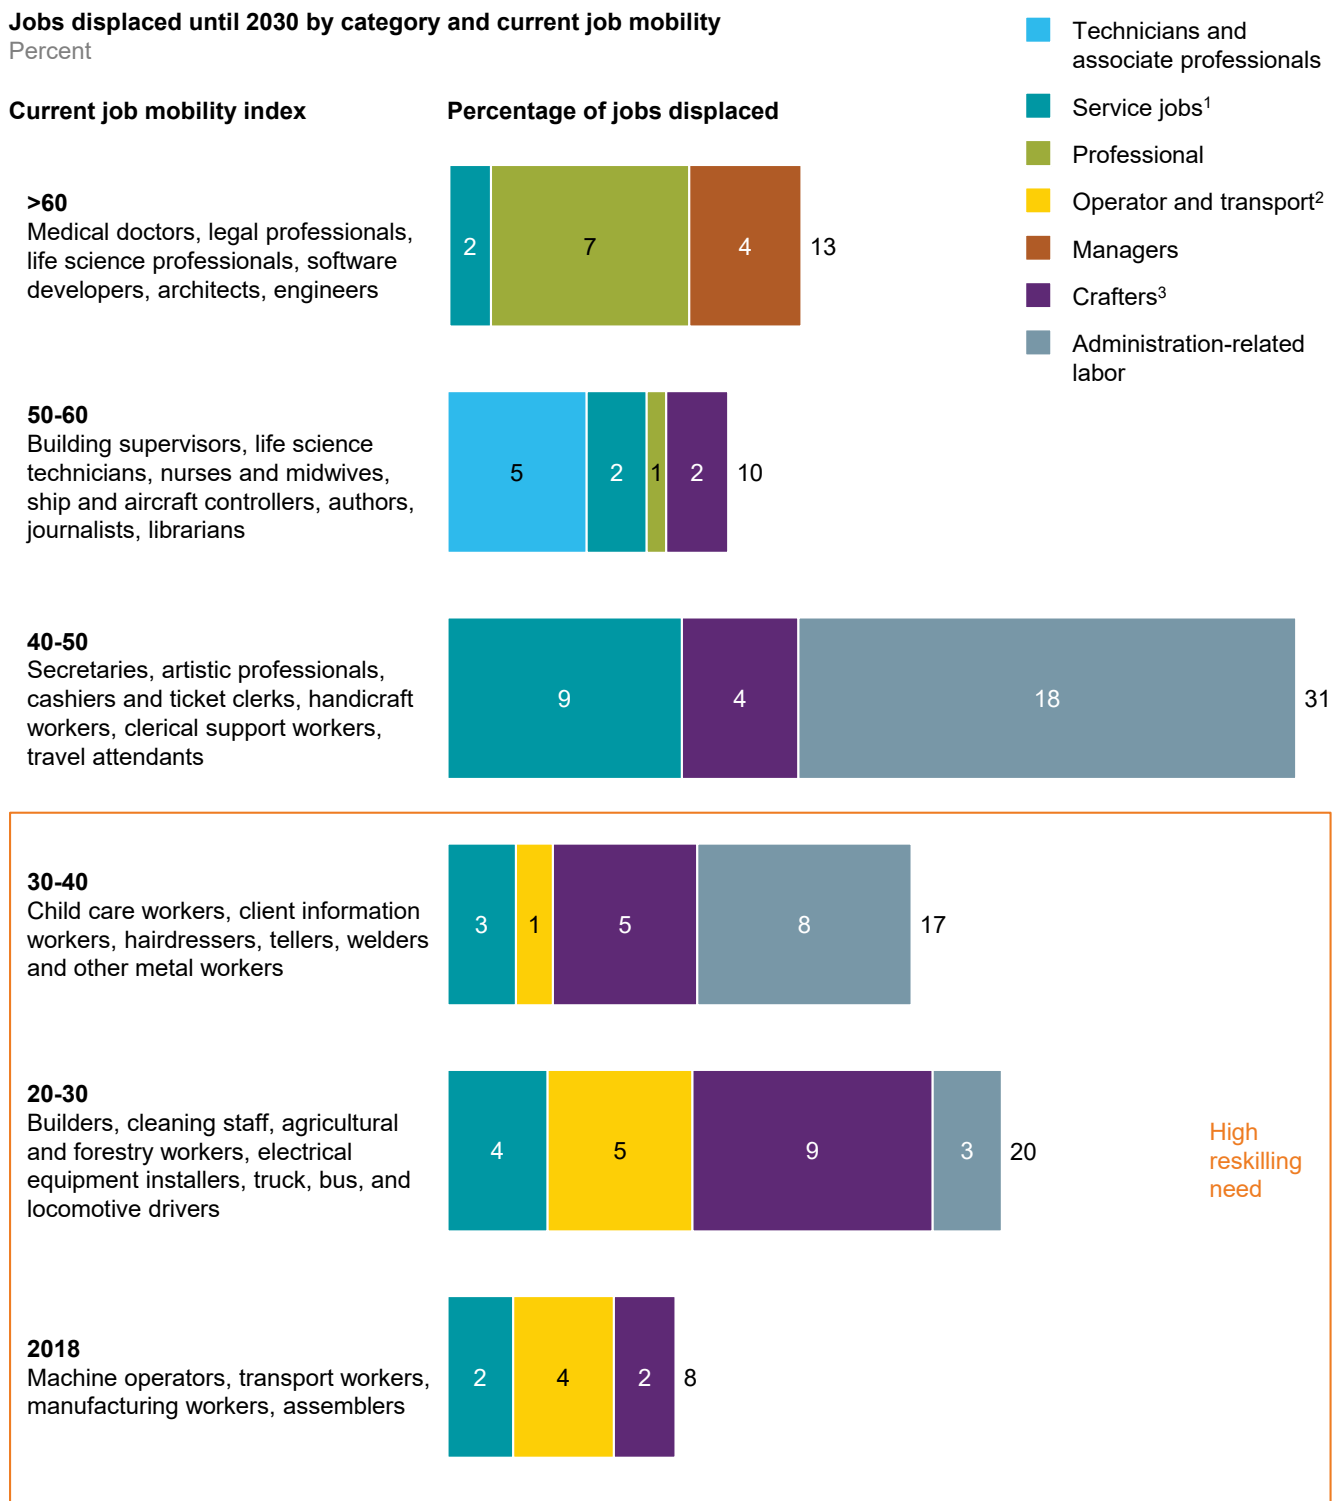 Jobs displaced until 2030 by category and current job mobility
Percent
Technicians and
associate professionals
Service jobs¹
Professional
Operator and transport²
Managers
Crafters³
Administration-related
labor
Current job mobility index
Percentage of jobs displaced
>60
Medical doctors, legal professionals,
life science professionals, software
developers, architects, engineers
2 7 4 13
50-60
Building supervisors, life science
technicians, nurses and midwives,
ship and aircraft controllers, authors,
journalists, librarians
5 2 1 2 10
40-50
Secretaries, artistic professionals,
cashiers and ticket clerks, handicraft
workers, clerical support workers,
travel attendants
9 4 18 31
30-40
Child care workers, client information
workers, hairdressers, tellers, welders
and other metal workers
3 1 5 8 17
20-30
Builders, cleaning staff, agricultural
and forestry workers, electrical
equipment installers, truck, bus, and
locomotive drivers
4 5 9 3 20
High
reskilling
need
2018
Machine operators, transport workers,
manufacturing workers, assemblers
2 4 2 8